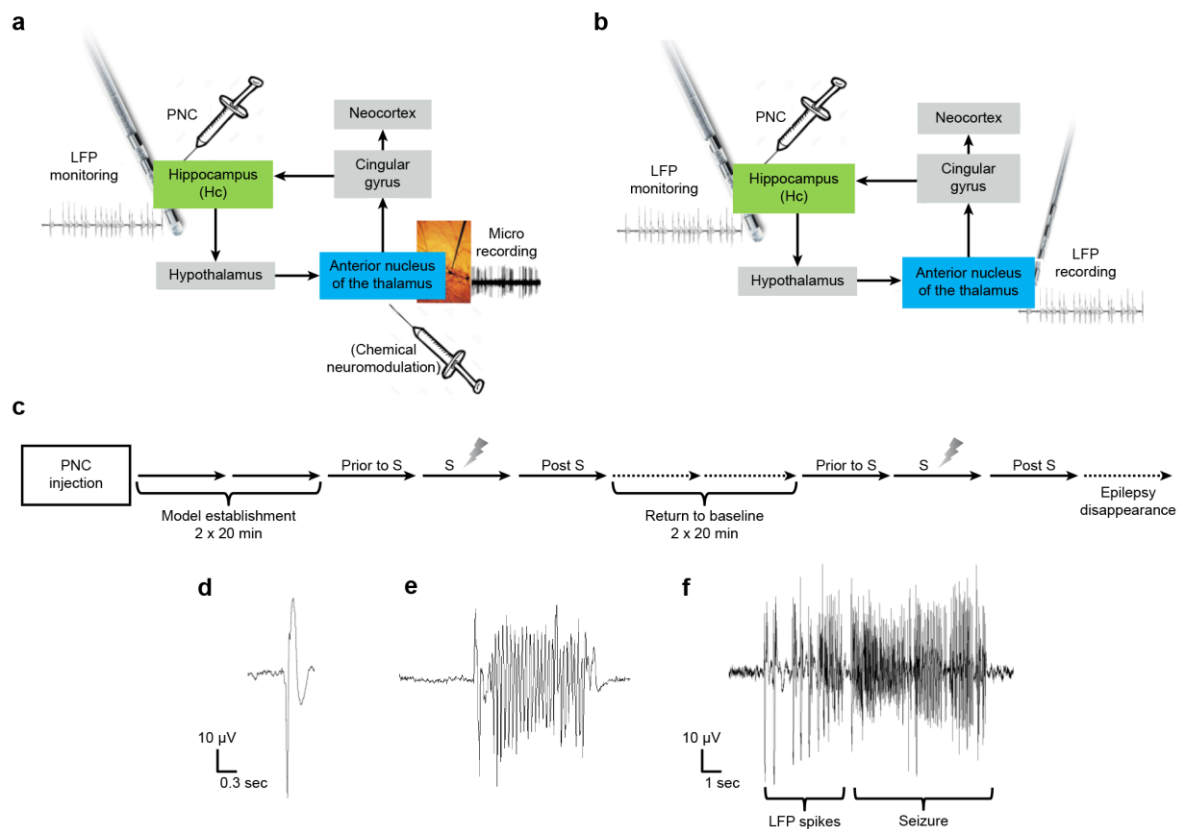 a
PNC
LFP
monitoring
Hippocampus
(Hc)
Neocortex
Cingular
gyrus
Hypothalamus
Anterior nucleus
of the thalamus
Micro
recording
(Chemical
neuromodulation)
b
PNC
LFP
monitoring
Hippocampus
(Hc)
Neocortex
Cingular
gyrus
Hypothalamus
Anterior nucleus
of the thalamus
LFP
recording
c
PNC
injection
Model establishment
2 x 20 min
Prior to S
S
Post S
Return to baseline
2 x 20 min
Prior to S
S
Post S
Epilepsy
disappearance
d
10 µV
0.3 sec
e
f
10 µV
1 sec
LFP spikes
Seizure